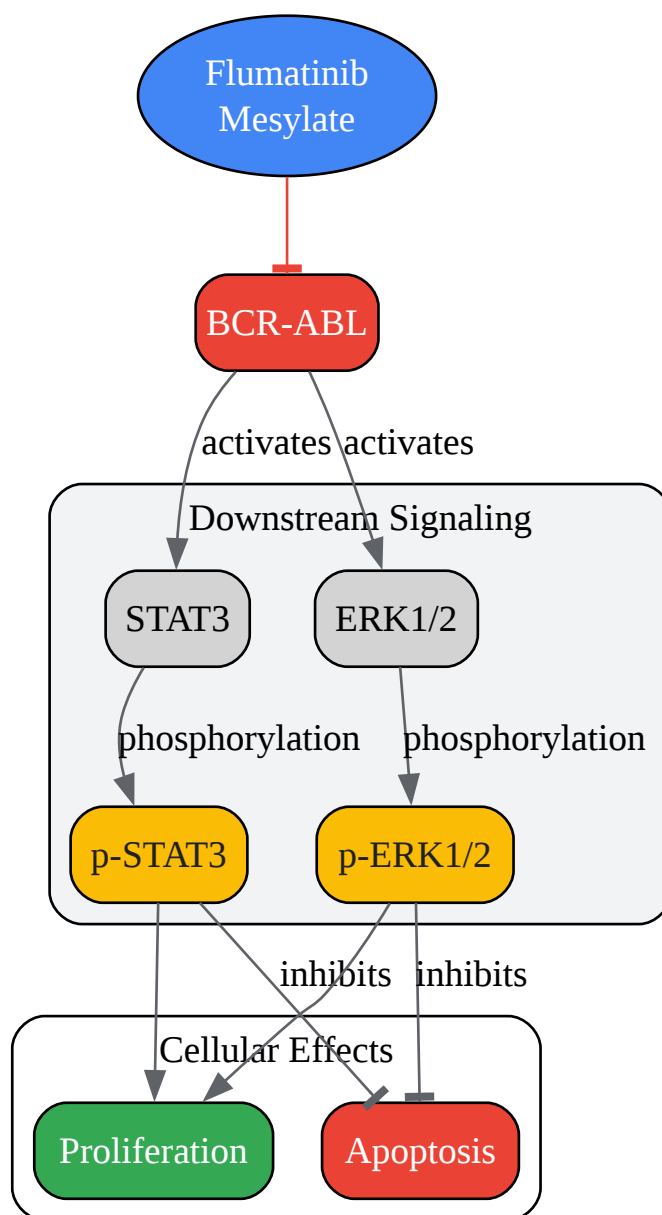 Flumatinib
Mesylate
BCR-ABL
activates activates
Downstream Signaling
STAT3 ERK1/2
phosphorylation phosphorylation
p-STAT3 p-ERK1/2
inhibits inhibits
Cellular Effects
Proliferation Apoptosis